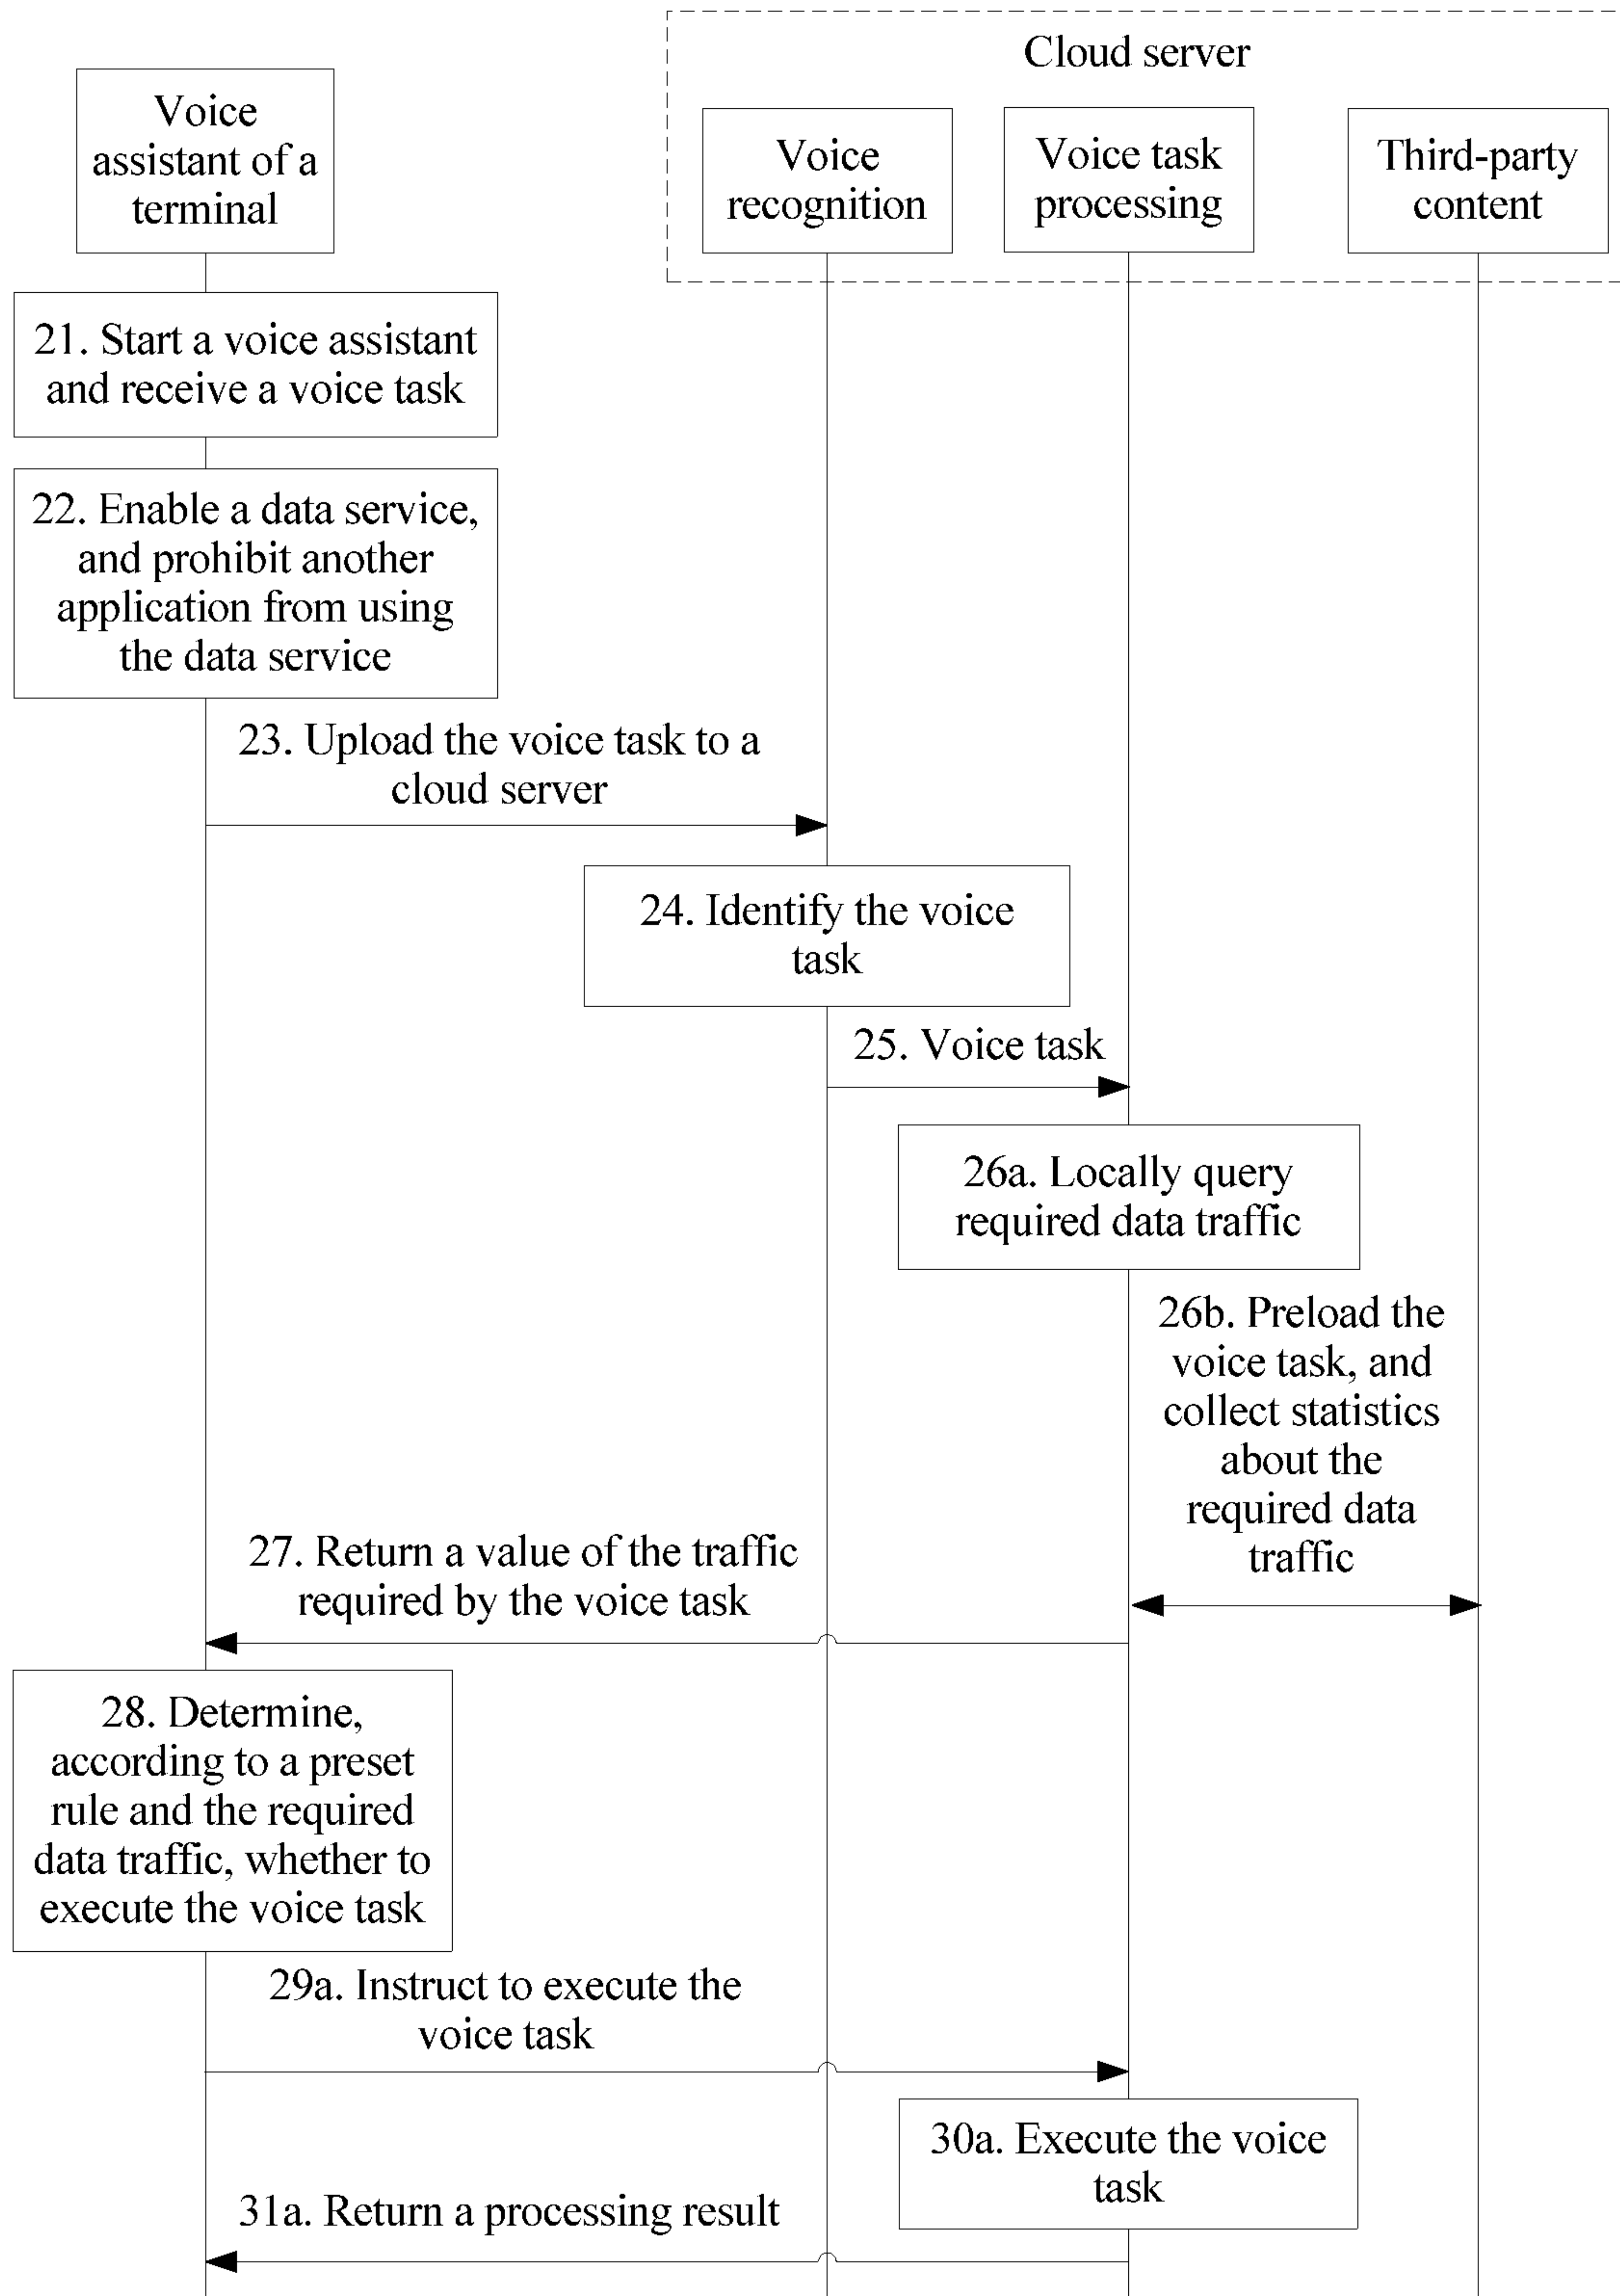 Cloud server
Voice
assistant of a
terminal
Voice
recognition
Voice task
processing
Third-party
content
21. Start a voice assistant
and receive a voice task
22. Enable a data service,
and prohibit another
application from using
the data service
23. Upload the voice task to a
cloud server
24. Identify the voice
task
25. Voice task
26a. Locally query
required data traffic
26b. Preload the
voice task, and
collect statistics
about the
required data
traffic
27. Return a value of the traffic
required by the voice task
28. Determine,
according to a preset
rule and the required
data traffic, whether to
execute the voice task
29a. Instruct to execute the
voice task
30a. Execute the voice
task
31a. Return a processing result